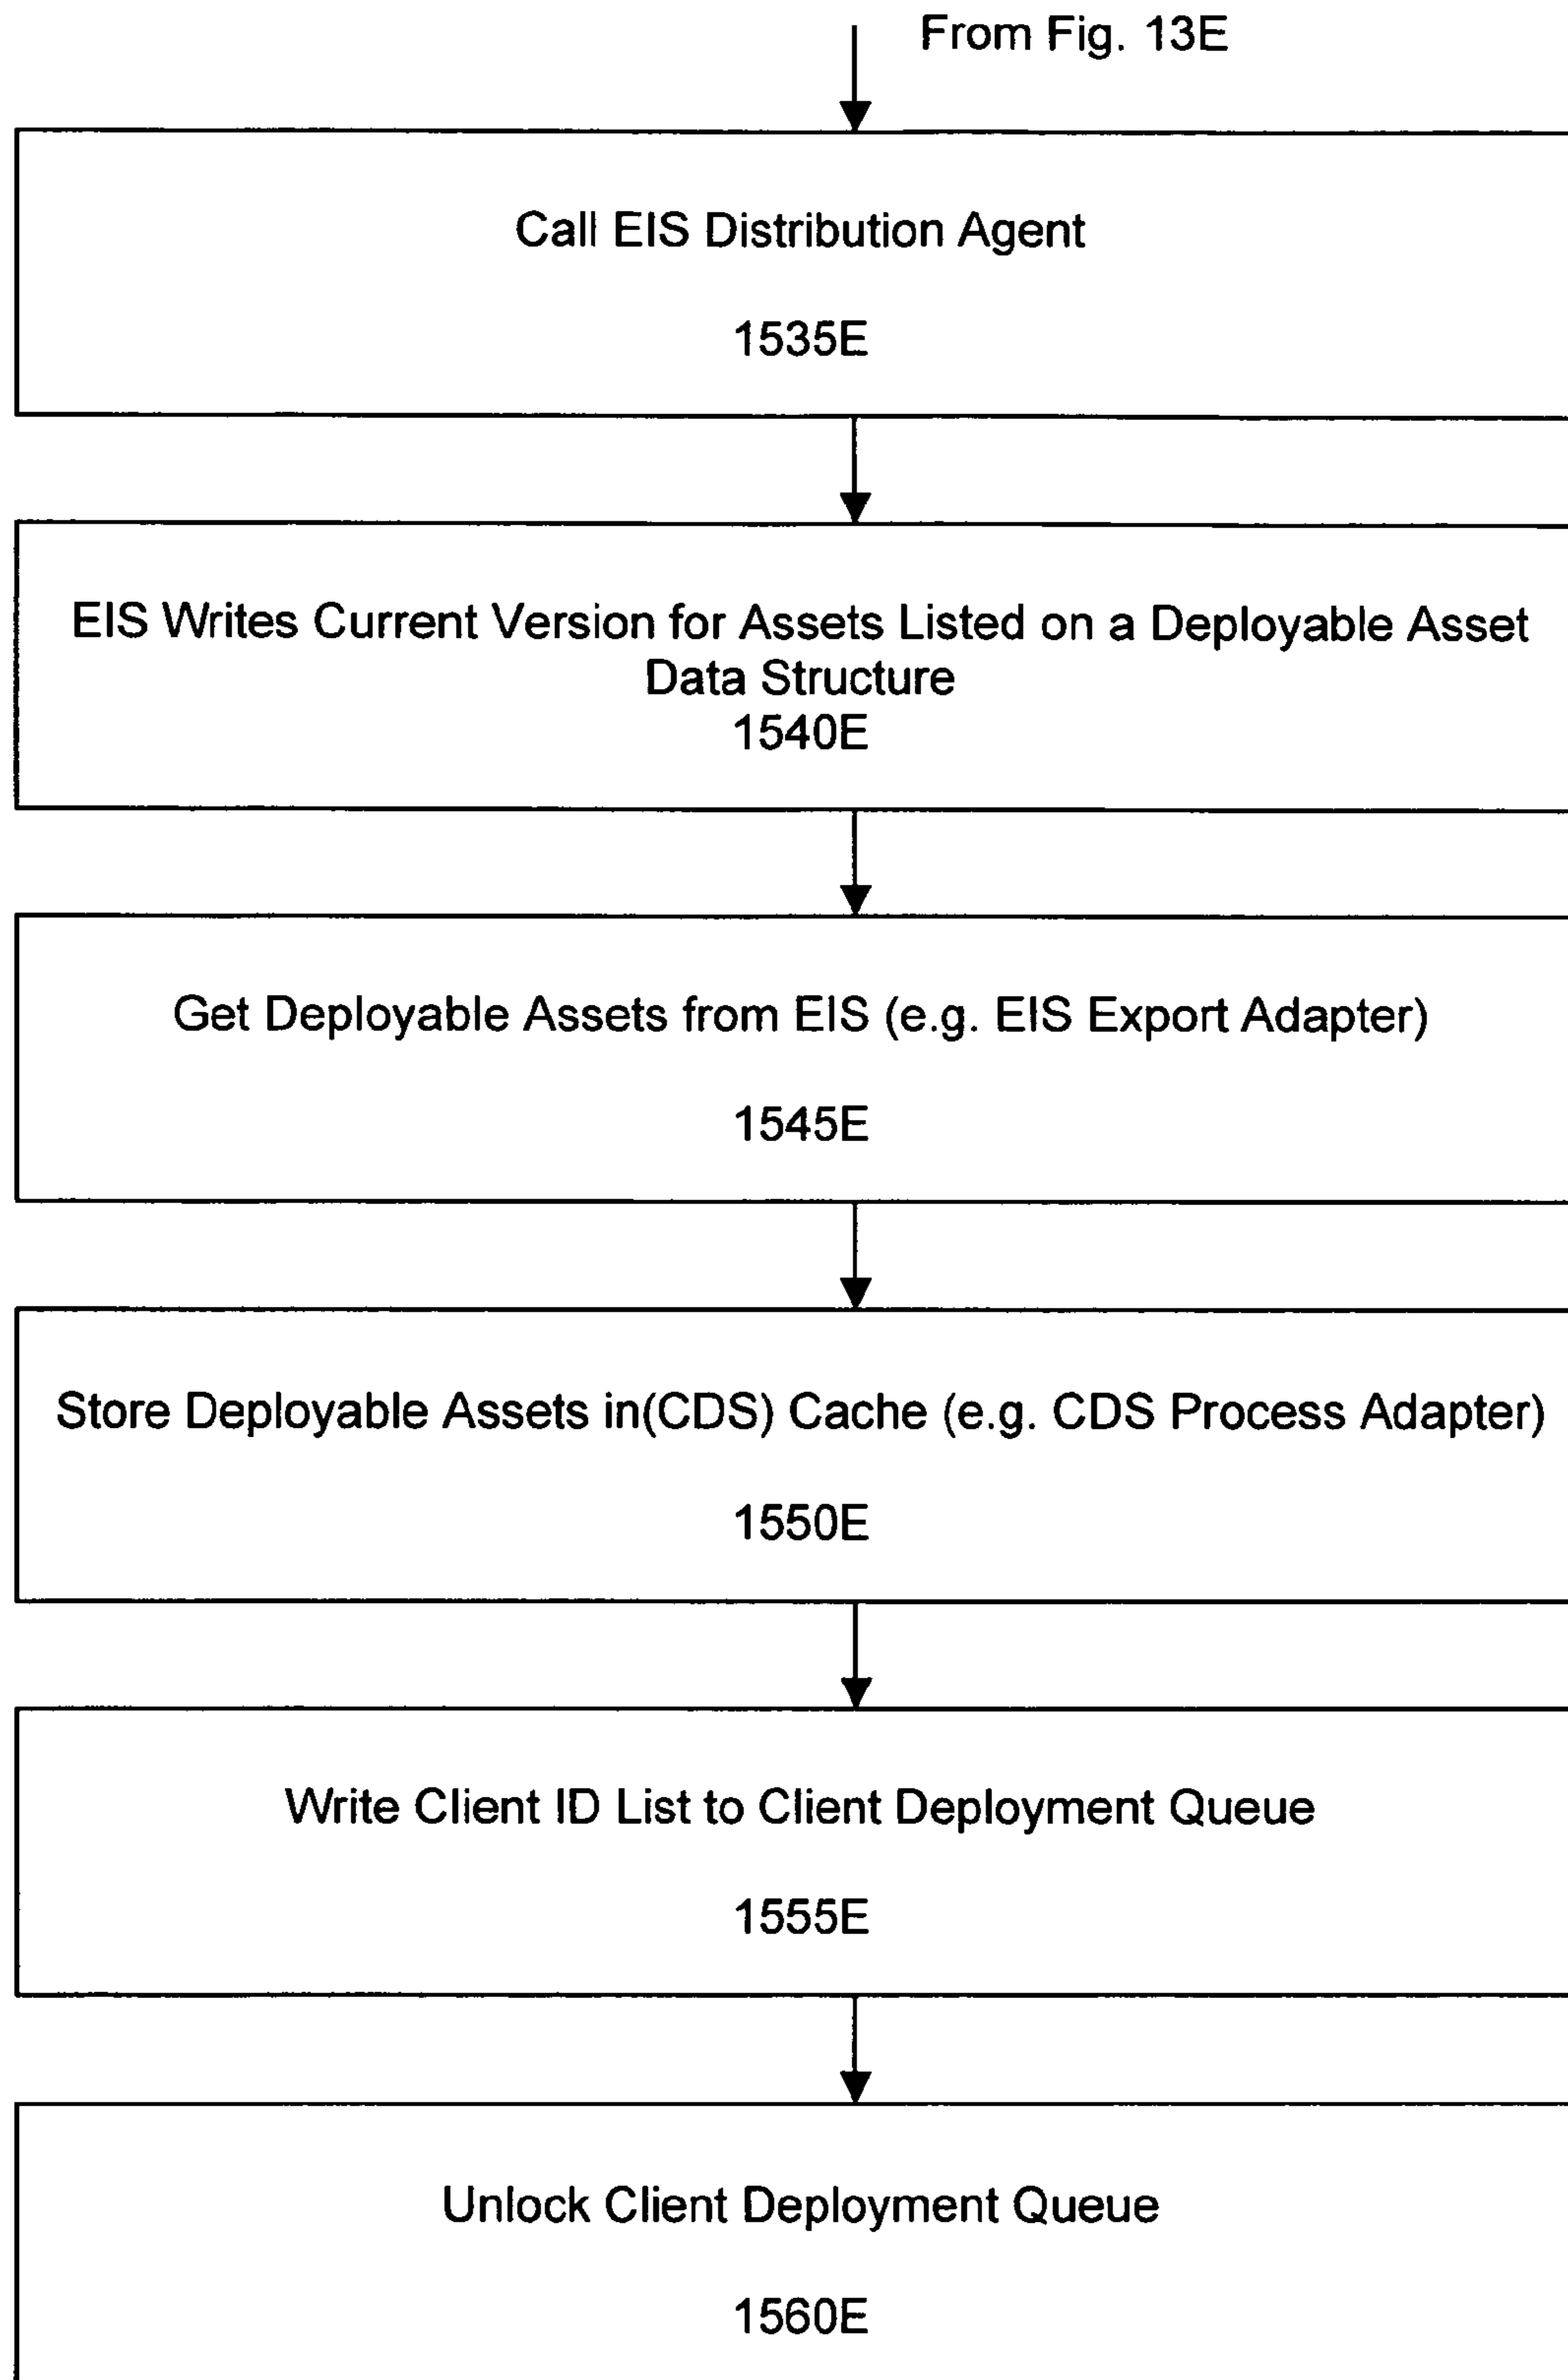 From Fig. 13E
Call EIS Distribution Agent
1535E
EIS Writes Current Version for Assets Listed on a Deployable Asset
Data Structure
1540E
Get Deployable Assets from EIS (e.g. EIS Export Adapter)
1545E
Store Deployable Assets in(CDS) Cache (e.g. CDS Process Adapter)
1550E
Write Client ID List to Client Deployment Queue
1555E
Unlock Client Deployment Queue
1560E